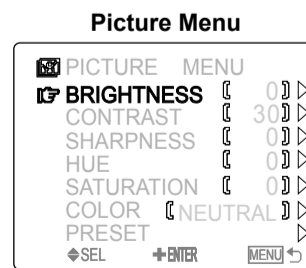 Picture Menu
PICTURE MENU
BRIGHTNESS [ 0]
CONTRAST [ 30]
SHARPNESS [ 0]
HUE [ 0]
SATURATION [ 0]
COLOR [NEUTRAL]
PRESET
SEL +ENTER MENU